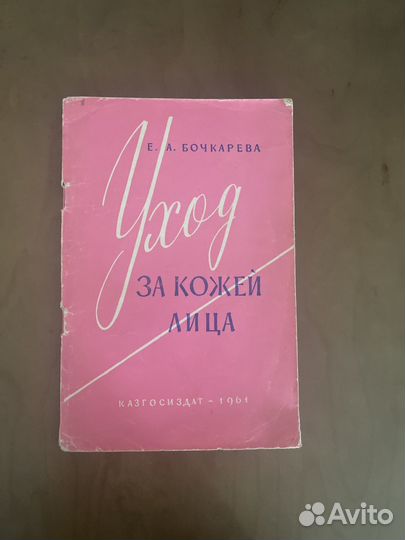 Е. А. БОЧКАРЕВА
Уход
ЗА КОЖЕЙ
ЛИЦА
КАЗГОСИЗДАТ – 1961
Avito